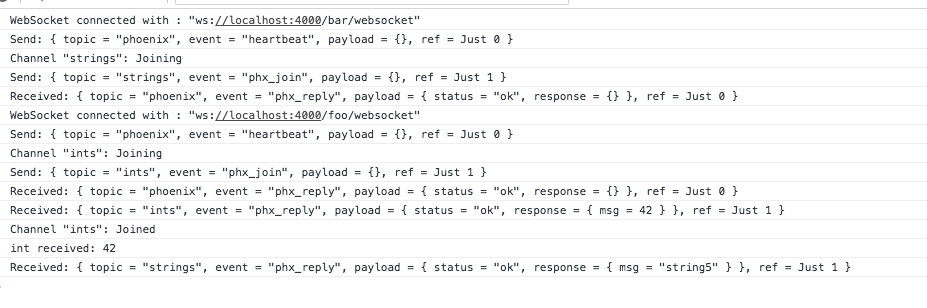 WebSocket connected with : "ws://localhost:4000/bar/websocket"
Send: { topic = "phoenix", event = "heartbeat", payload = {}, ref = Just 0 }
Channel "strings": Joining
Send: { topic = "strings", event = "phx_join", payload = {}, ref = Just 1 }
Received: { topic = "phoenix", event = "phx_reply", payload = { status = "ok", response = {} }, ref = Just 0 }
WebSocket connected with : "ws://localhost:4000/foo/websocket"
Send: { topic = "phoenix", event = "heartbeat", payload = {}, ref = Just 0 }
Channel "ints": Joining
Send: { topic = "ints", event = "phx_join", payload = {}, ref = Just 1 }
Received: { topic = "phoenix", event = "phx_reply", payload = { status = "ok", response = {} }, ref = Just 0 }
Received: { topic = "ints", event = "phx_reply", payload = { status = "ok", response = { msg = 42 } }, ref = Just 1 }
Channel "ints": Joined
int received: 42
Received: { topic = "strings", event = "phx_reply", payload = { status = "ok", response = { msg = "string5" } }, ref = Just 1 }